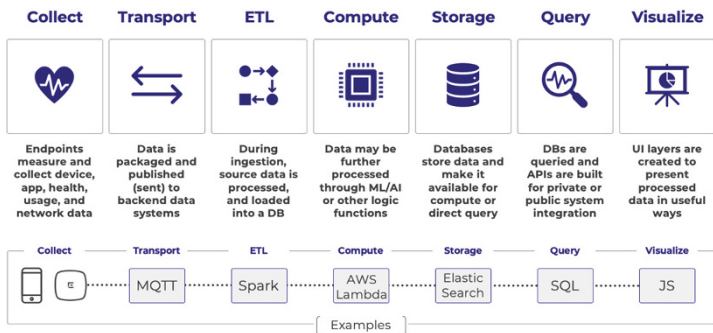 Collect Transport ETL Compute Storage Query Visualize
Endpoints
measure and
collect device,
app, health,
usage, and
network data
Data is
packaged and
published
(sent) to
backend data
systems
During
ingestion,
source data is
processed,
and loaded
into a DB
Data may be
further
processed
through ML/AI
or other logic
functions
Databases
store data and
make it
available for
compute or
direct query
DBs are
queried and
APIs are built
for private or
public system
integration
UI layers are
created to
present
processed
data in useful
ways
Collect Transport ETL Compute Storage Query Visualize
E
MQTT
Spark
AWS
Lambda
Elastic
Search
SQL
JS
Examples